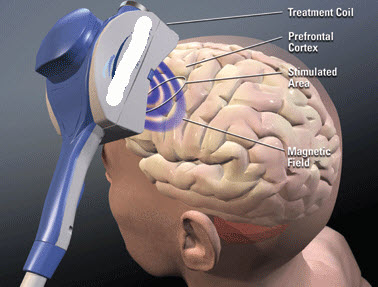 Treatment Coil
Prefrontal
Cortex
Stimulated
Area
Magnetic
Field